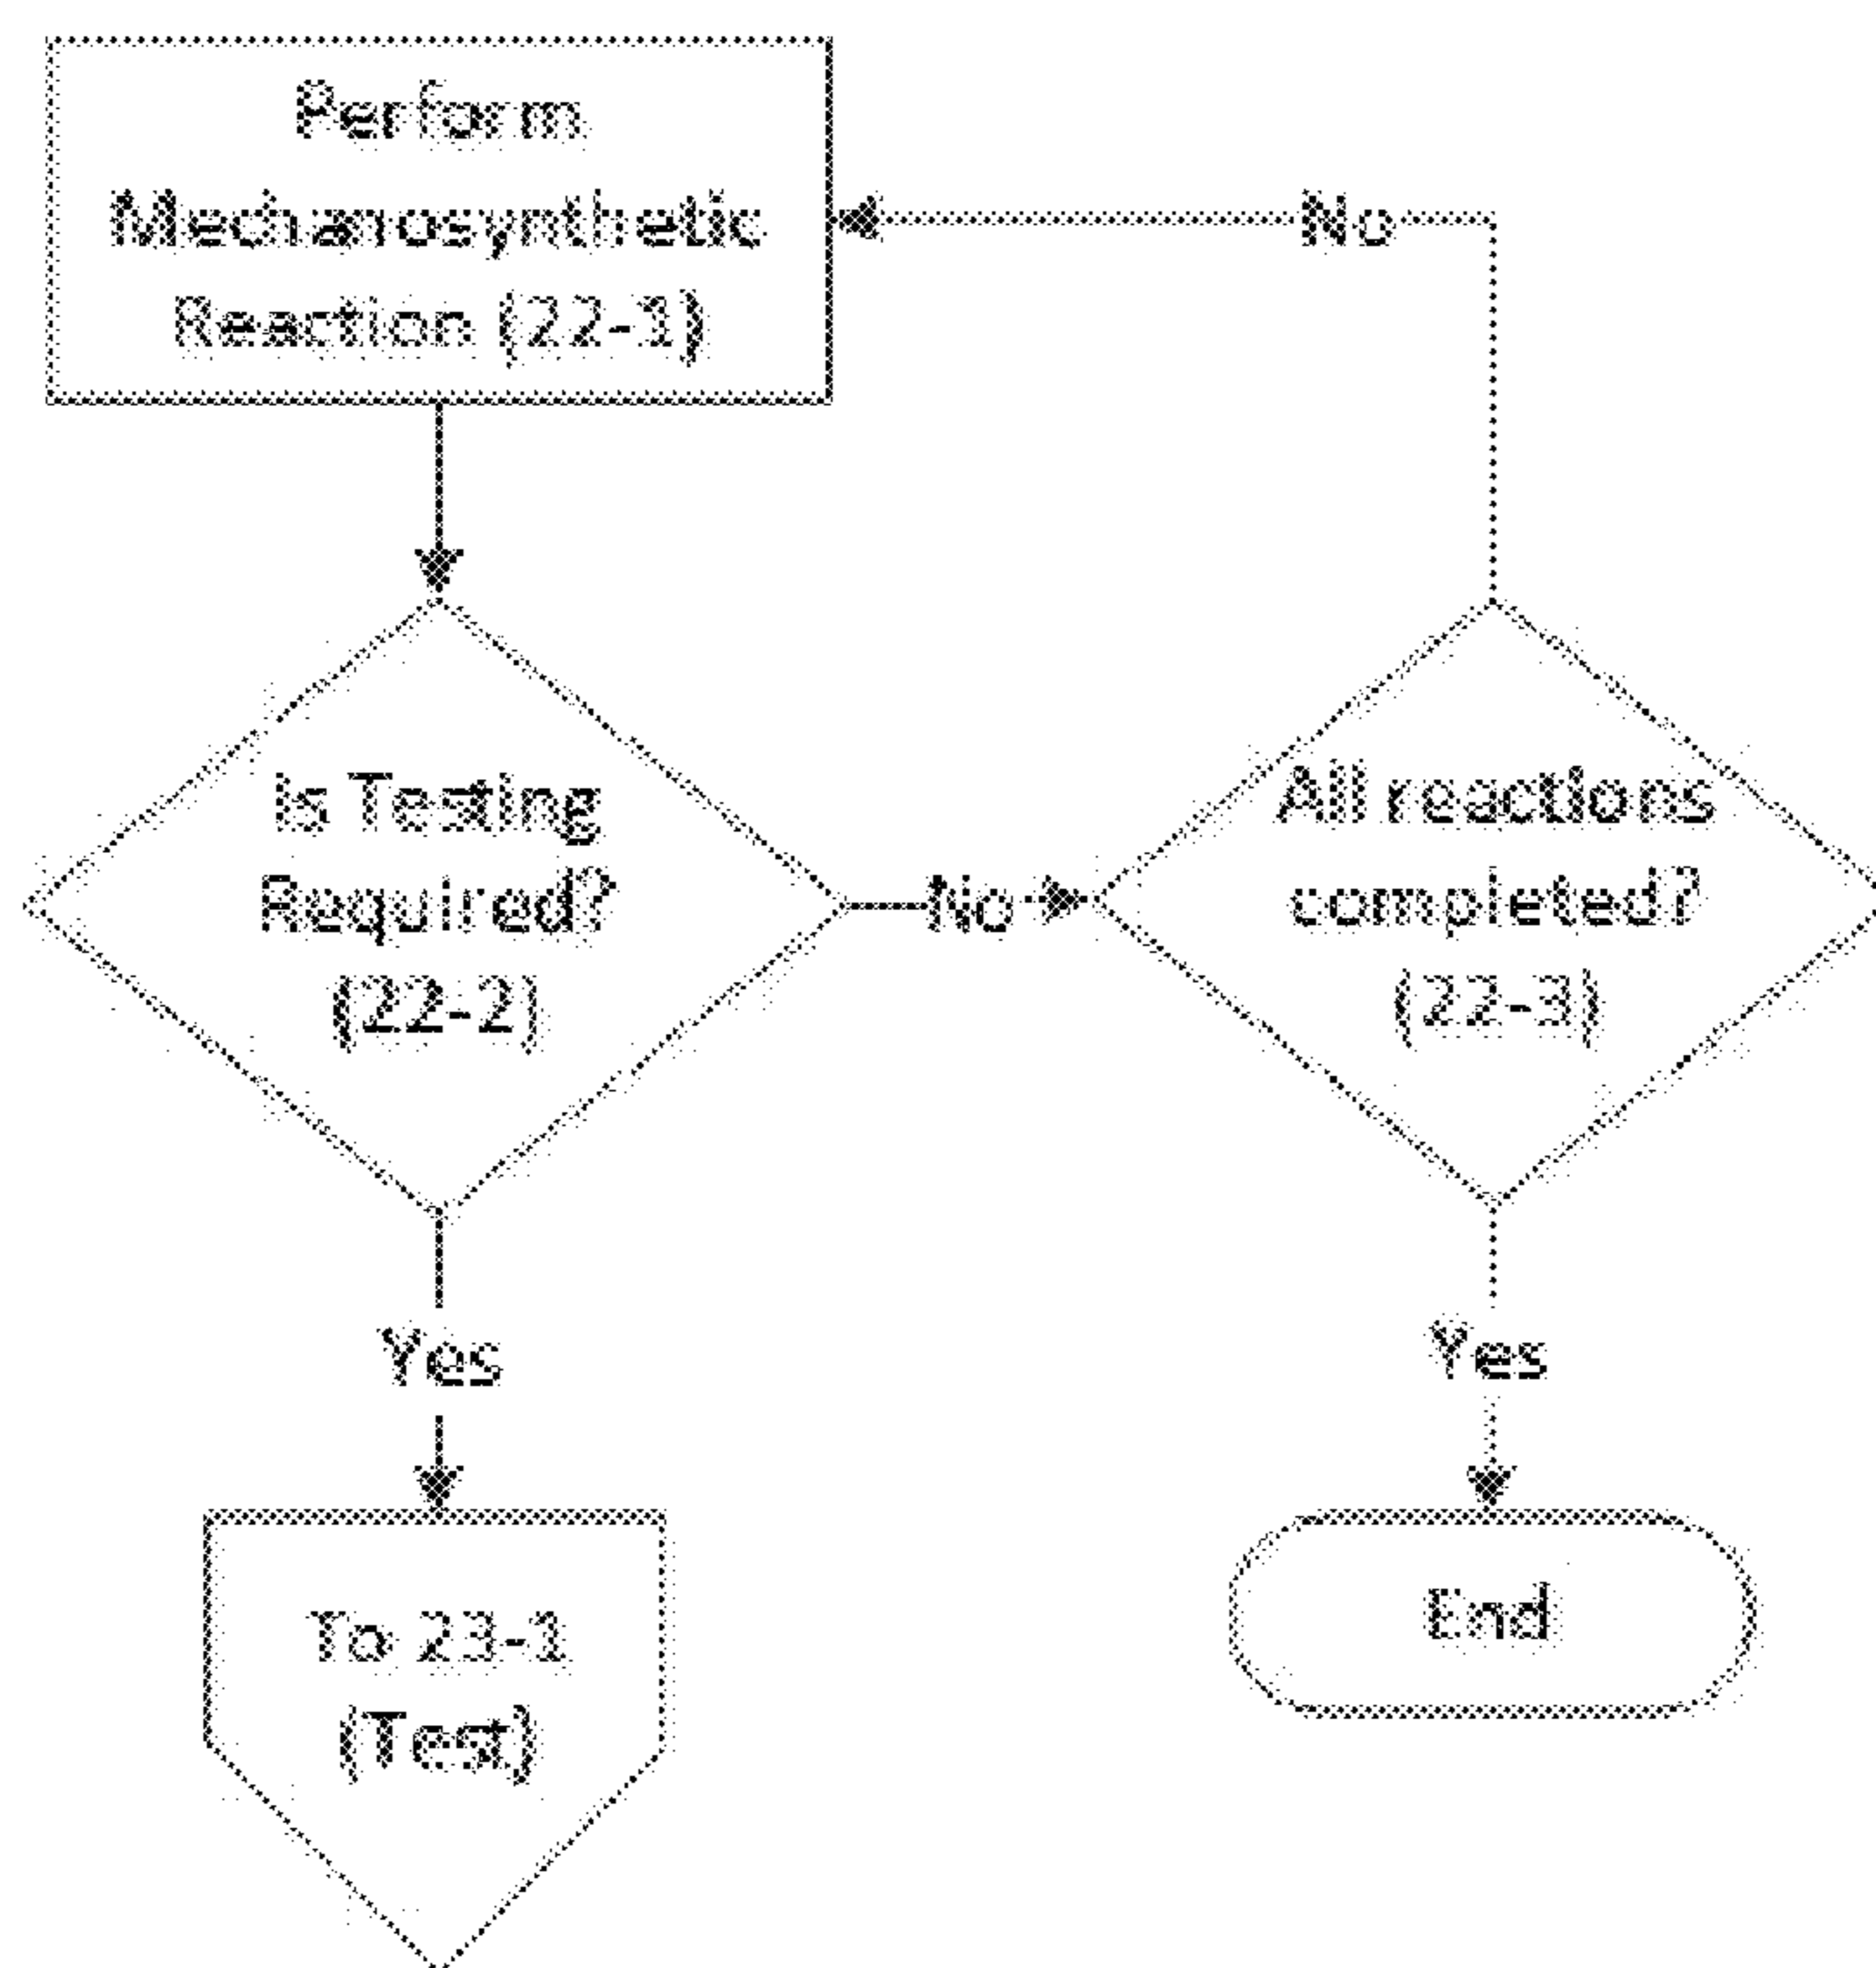 Perform
Mechanosynthetic
Reaction (22-1)
No
Is Testing
Required?
(22-2)
No
All reactions
completed?
(22-3)
Yes
Yes
To 23-1
(Test)
End